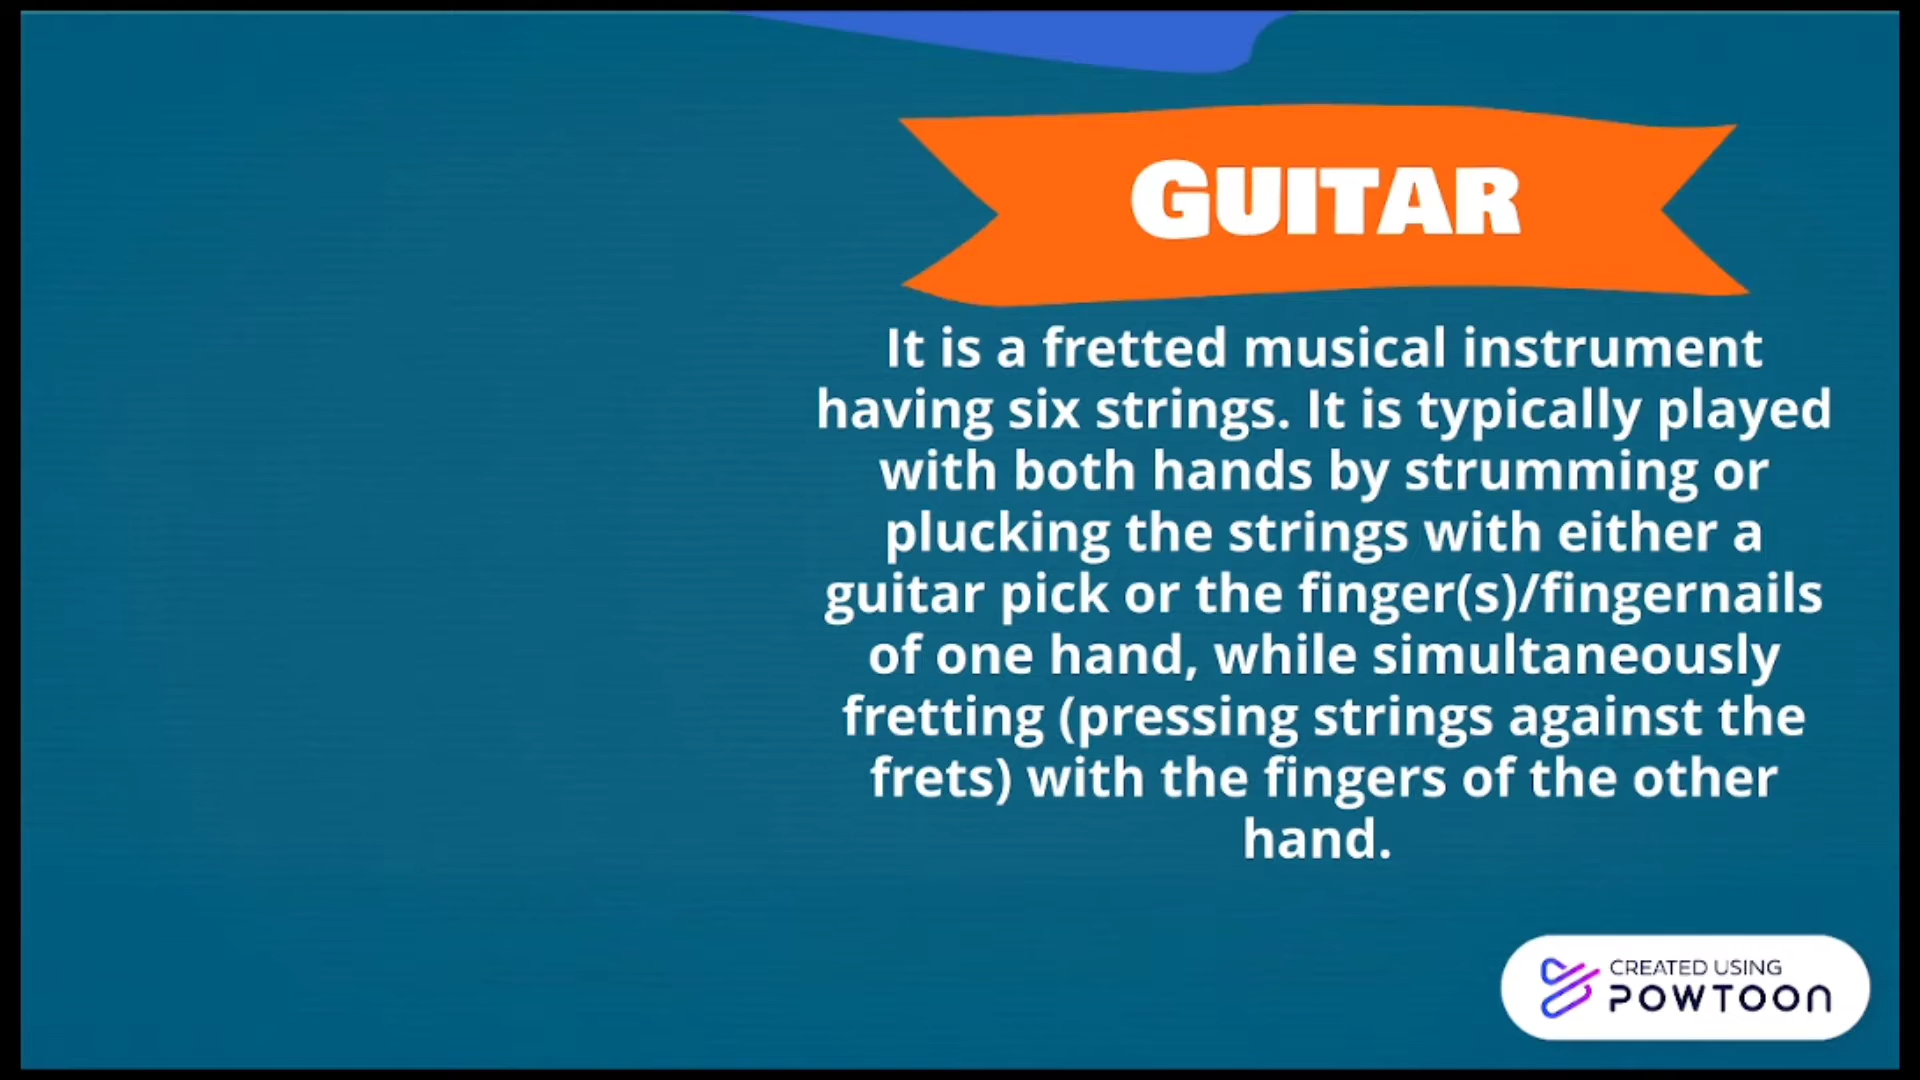 GUITAR
It is a fretted musical instrument
having six strings. It is typically played
with both hands by strumming or
plucking the strings with either a
guitar pick or the finger(s)/fingernails
of one hand, while simultaneously
fretting (pressing strings against the
frets) with the fingers of the other
hand.
CREATED USING
POWTOON